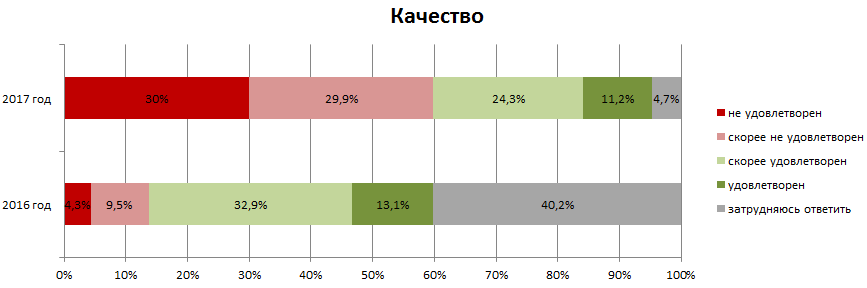 Качество
2017 год
30%
29,9%
24,3%
11,2%
4,7%
2016 год
4,3%
9,5%
32,9%
13,1%
40,2%
0%
10%
20%
30%
40%
50%
60%
70%
80%
90%
100%
не удовлетворен
скорее не удовлетворен
скорее удовлетворен
удовлетворен
затрудняюсь ответить